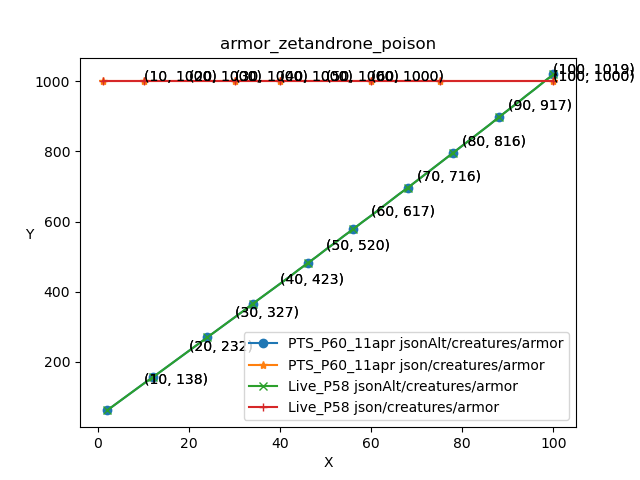 armor_zetandrone_poison
(100, 1019)
(10, 1000)
(20, 1000)
(30, 1000)
(40, 1000)
(50, 1000)
(60, 1000)
(100, 1000)
(90, 917)
(80, 816)
(70, 716)
(60, 617)
(50, 520)
(40, 423)
(30, 327)
(20, 232)
(10, 138)
Y
1000
800
600
400
200
PTS_P60_11apr jsonAlt/creatures/armor
PTS_P60_11apr json/creatures/armor
Live_P58 jsonAlt/creatures/armor
Live_P58 json/creatures/armor
0 20 40 60 80 100
X